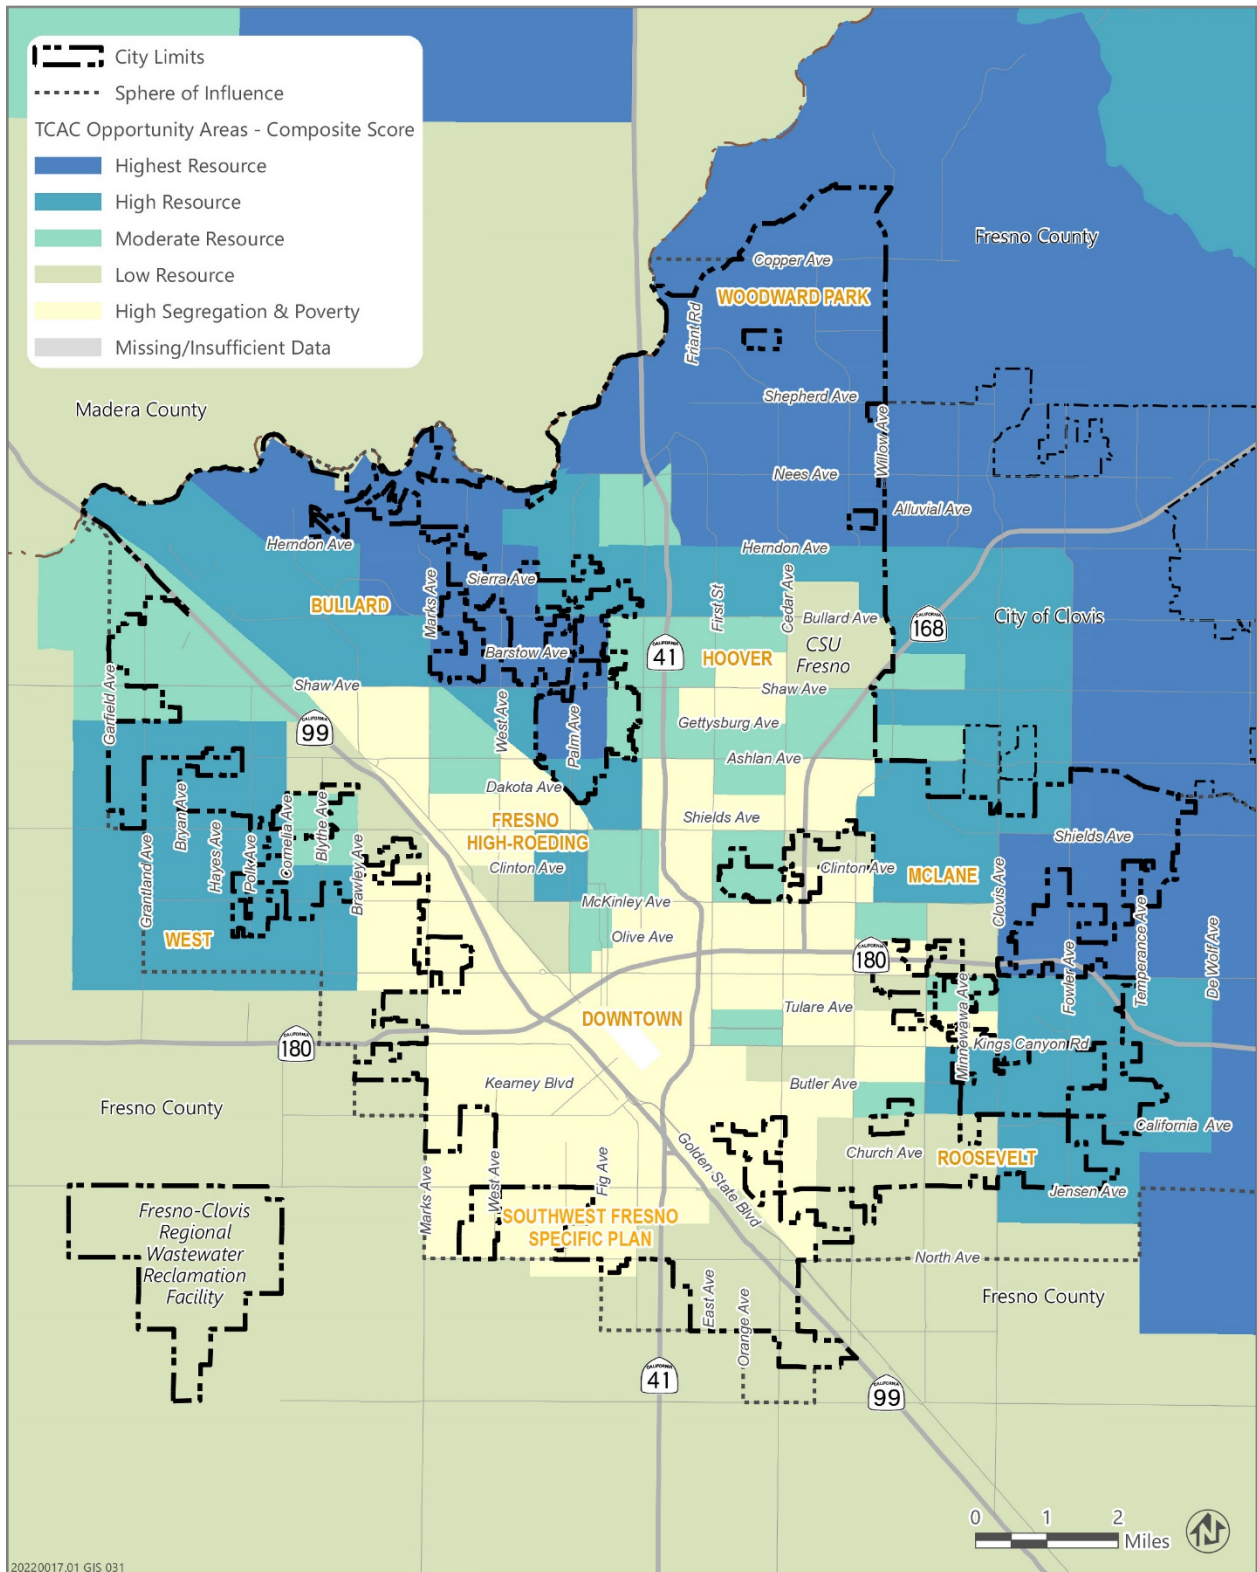 City Limits
Sphere of Influence
TCAC Opportunity Areas - Composite Score
Highest Resource
High Resource
Moderate Resource
Low Resource
High Segregation & Poverty
Missing/Insufficient Data
Fresno County
Copper Ave
WOODWARD PARK
Friant Rd
Madera County
Shepherd Ave
Willow Ave
Nees Ave
Alluvial Ave
Herndon Ave
Herndon Ave
Sierra Ave
Marks Ave
BULLARD
First St
Cedar Ave
Bullard Ave
CALIFORNIA
168
City of Clovis
CSU
Fresno
Barstow Ave
CALIFORNIA
41
HOOVER
Garfield Ave
Shaw Ave
Shaw Ave
CALIFORNIA
99
West Ave
Palm Ave
Gettysburg Ave
Ashlan Ave
Dakota Ave
Bryan Ave
Hayes Ave
Polk Ave
Cornelia Ave
Blythe Ave
Brawley Ave
Grantland Ave
FRESNO
HIGH-ROEDING
Shields Ave
Shields Ave
Clinton Ave
Clinton Ave
MCLANE
Clovis Ave
McKinley Ave
Olive Ave
WEST
CALIFORNIA
180
Fowler Ave
Temperance Ave
De Wolf Ave
Minnewawa Ave
Tulare Ave
DOWNTOWN
CALIFORNIA
180
Kings Canyon Rd
Kearney Blvd
Butler Ave
Fresno County
California Ave
Golden State Blvd
Church Ave
ROOSEVELT
Marks Ave
West Ave
Fig Ave
Jensen Ave
Fresno-Clovis
Regional
Wastewater
Reclamation
Facility
SOUTHWEST FRESNO
SPECIFIC PLAN
North Ave
East Ave
Orange Ave
Fresno County
CALIFORNIA
41
CALIFORNIA
99
0 1 2
Miles
N
20220017.01 GIS 031